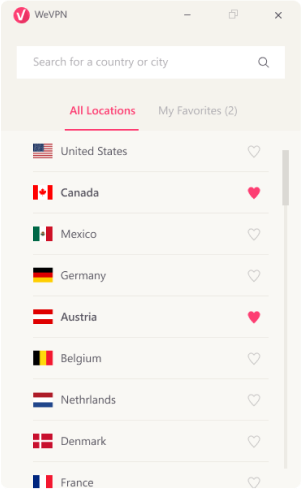 WeVPN
Search for a country or city
All Locations My Favorites (2)
United States
Canada
Mexico
Germany
Austria
Belgium
Nethrlands
Denmark
France